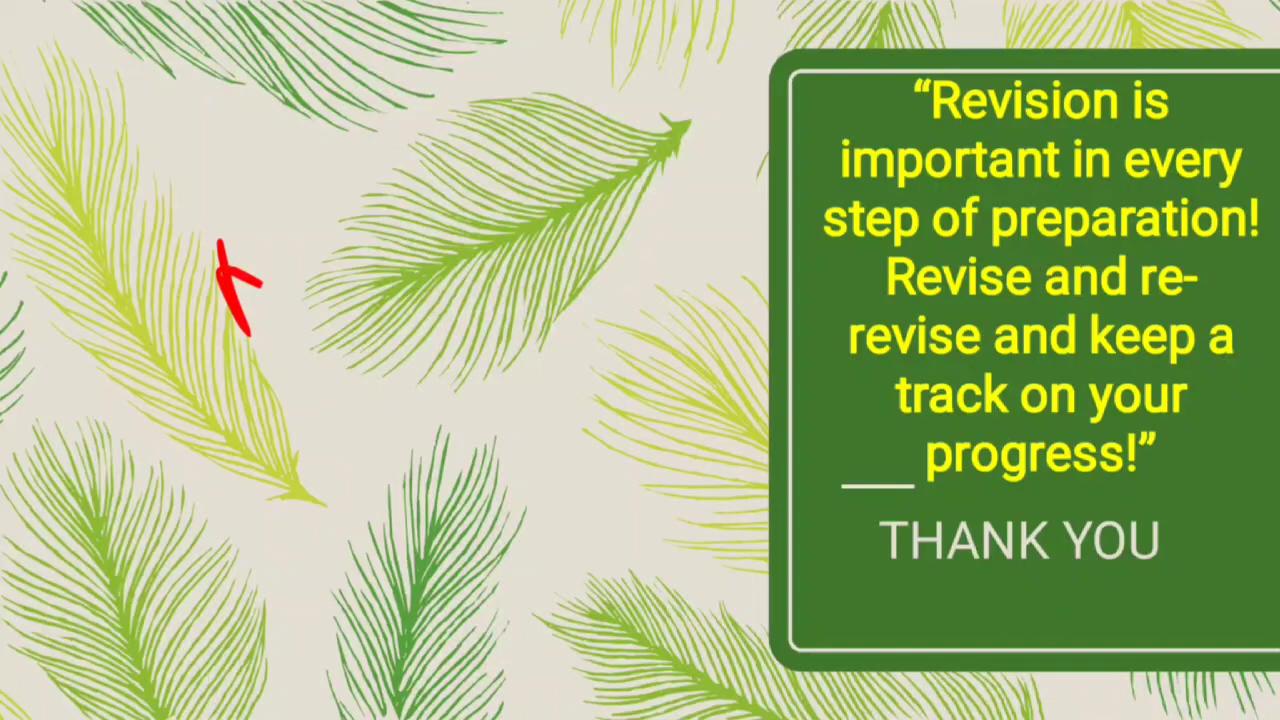 “Revision is
important in every
step of preparation!
Revise and re-
revise and keep a
track on your
progress!”
THANK YOU